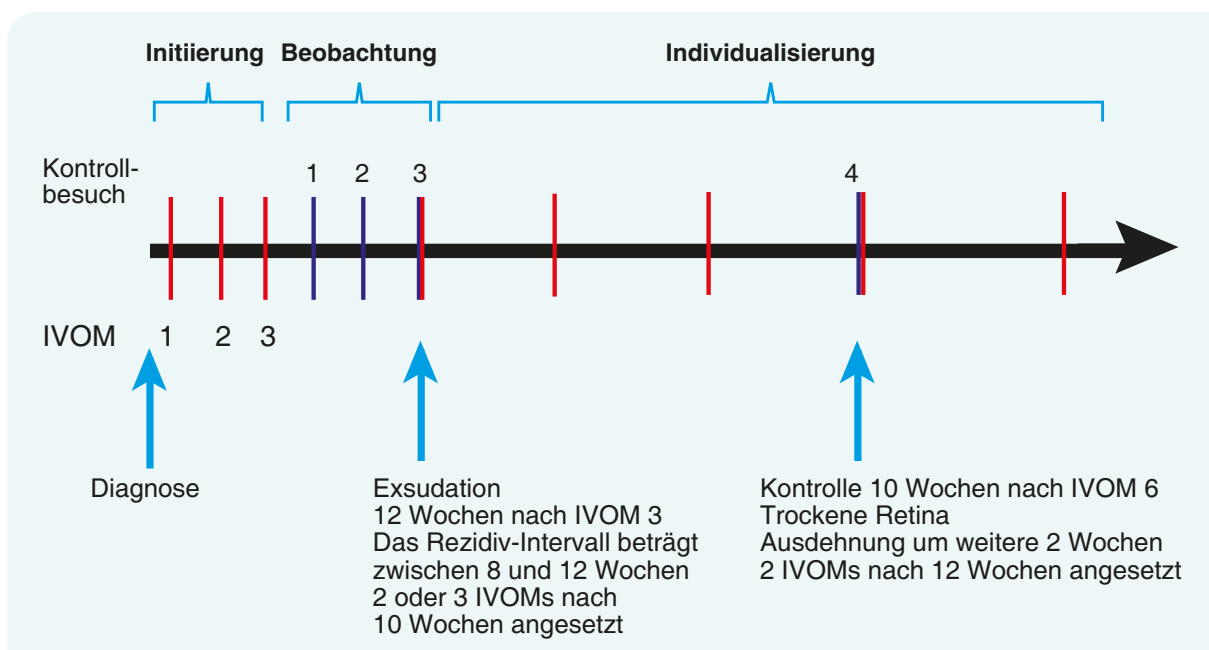 Initiierung Beobachtung Individualisierung
Kontroll-
besuch
1 2 3 4
IVOM 1 2 3
Diagnose
Exsudation
12 Wochen nach IVOM 3
Das Rezidiv-Intervall beträgt
zwischen 8 und 12 Wochen
2 oder 3 IVOMs nach
10 Wochen angesetzt
Kontrolle 10 Wochen nach IVOM 6
Trockene Retina
Ausdehnung um weitere 2 Wochen
2 IVOMs nach 12 Wochen angesetzt